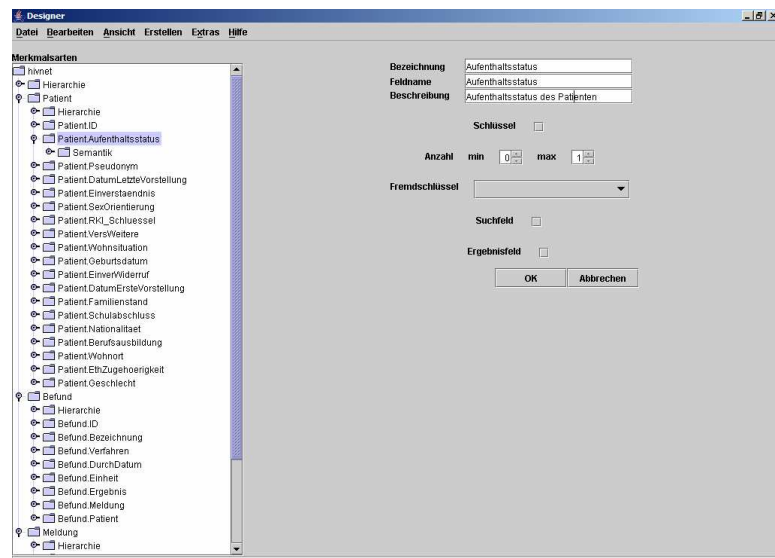 Designer
Datei Bearbeiten Ansicht Erstellen Extras Hilfe
Merkmalsarten
hivnet
Hierarchie
Patient
Hierarchie
Patient.ID
Patient.Aufenthaltsstatus
Semantik
Patient.Pseudonym
Patient.DatumLetzteVorstellung
Patient.Einverstaendnis
Patient.SexOrientierung
Patient.RKI_Schluessel
Patient.VersWeitere
Patient.Wohnsituation
Patient.Geburtsdatum
Patient.EinverWiderruf
Patient.DatumErsteVorstellung
Patient.Familienstand
Patient.Schulabschluss
Patient.Nationalitaet
Patient.Berufsausbildung
Patient.Wohnort
Patient.EthZugehoerigkeit
Patient.Geschlecht
Befund
Hierarchie
Befund.ID
Befund.Bezeichnung
Befund.Verfahren
Befund.DurchDatum
Befund.Einheit
Befund.Ergebnis
Befund.Meldung
Befund.Patient
Meldung
Hierarchie
Bezeichnung Aufenthaltsstatus
Feldname Aufenthaltsstatus
Beschreibung Aufenthaltsstatus des Patienten
Schlüssel
Anzahl min 0 max 1
Fremdschlüssel
Suchfeld
Ergebnisfeld
OK Abbrechen